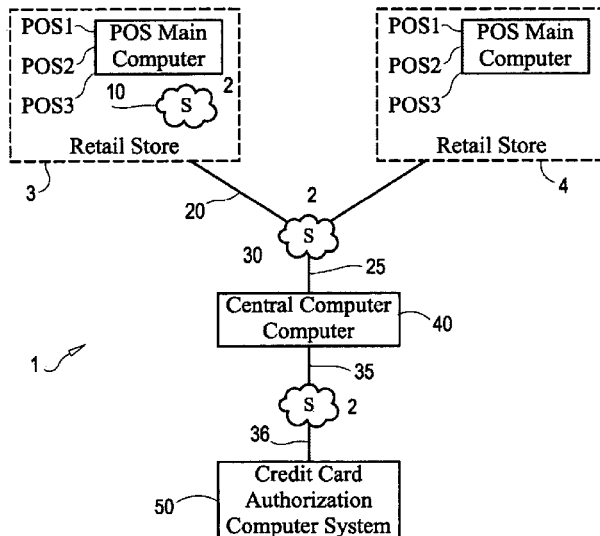 POS1
POS2
POS3
POS Main
Computer
10
S
2
Retail Store
3
POS1
POS2
POS3
POS Main
Computer
Retail Store
4
20
2
S
30
25
Central Computer
Computer
40
1
35
S
2
36
50
Credit Card
Authorization
Computer System